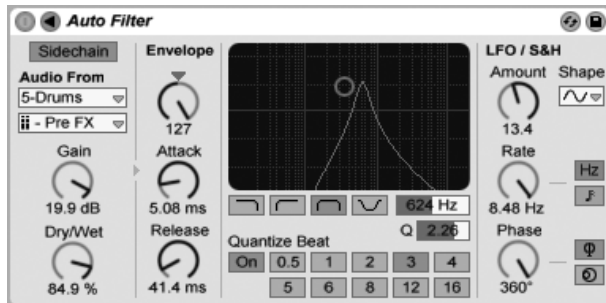 Auto Filter
Sidechain
Envelope
LFO / S&H
Audio From
5-Drums
ii - Pre FX
127
Amount
Shape
13.4
Gain
Attack
Rate
19.9 dB
5.08 ms
624 Hz
8.48 Hz
Hz
Q 2.26
Dry/Wet
Release
Quantize Beat
Phase
On 0.5 1 2 3 4
5 6 8 12 16
84.9 %
41.4 ms
360°
Φ